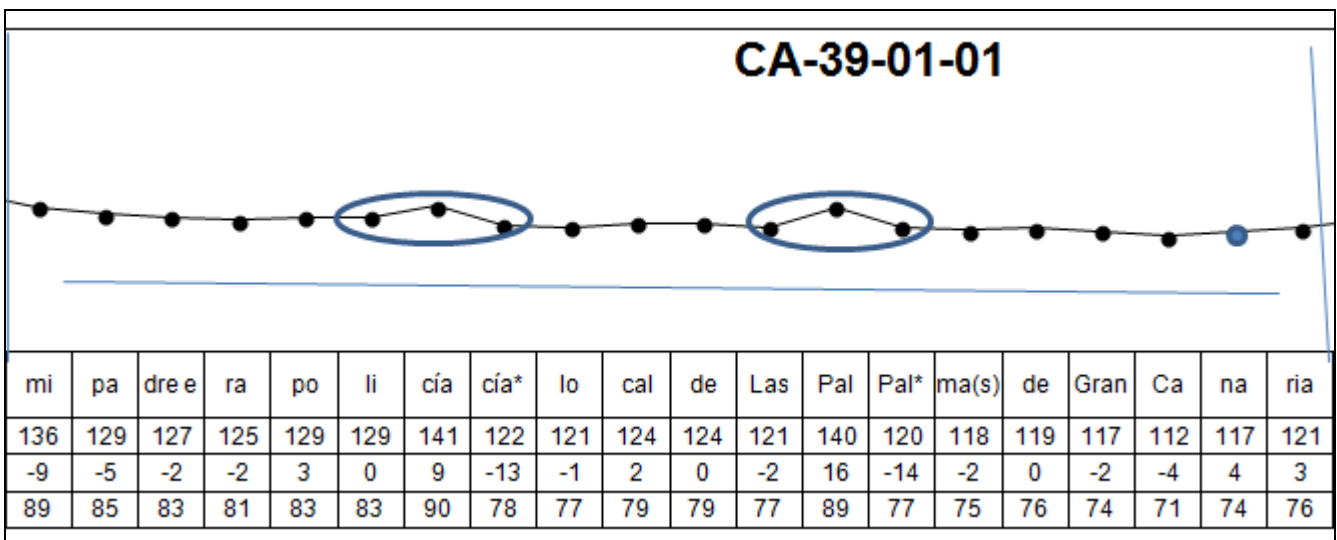 CA-39-01-01
mi pa dre e ra po li cía cía* lo cal de Las Pal Pal* ma(s) de Gran Ca na ria
136 129 127 125 129 129 141 122 121 124 124 121 140 120 118 119 117 112 117 121
-9 -5 -2 -2 3 0 9 -13 -1 2 0 -2 16 -14 -2 0 -2 -4 4 3
89 85 83 81 83 83 90 78 77 79 79 77 89 77 75 76 74 71 74 76